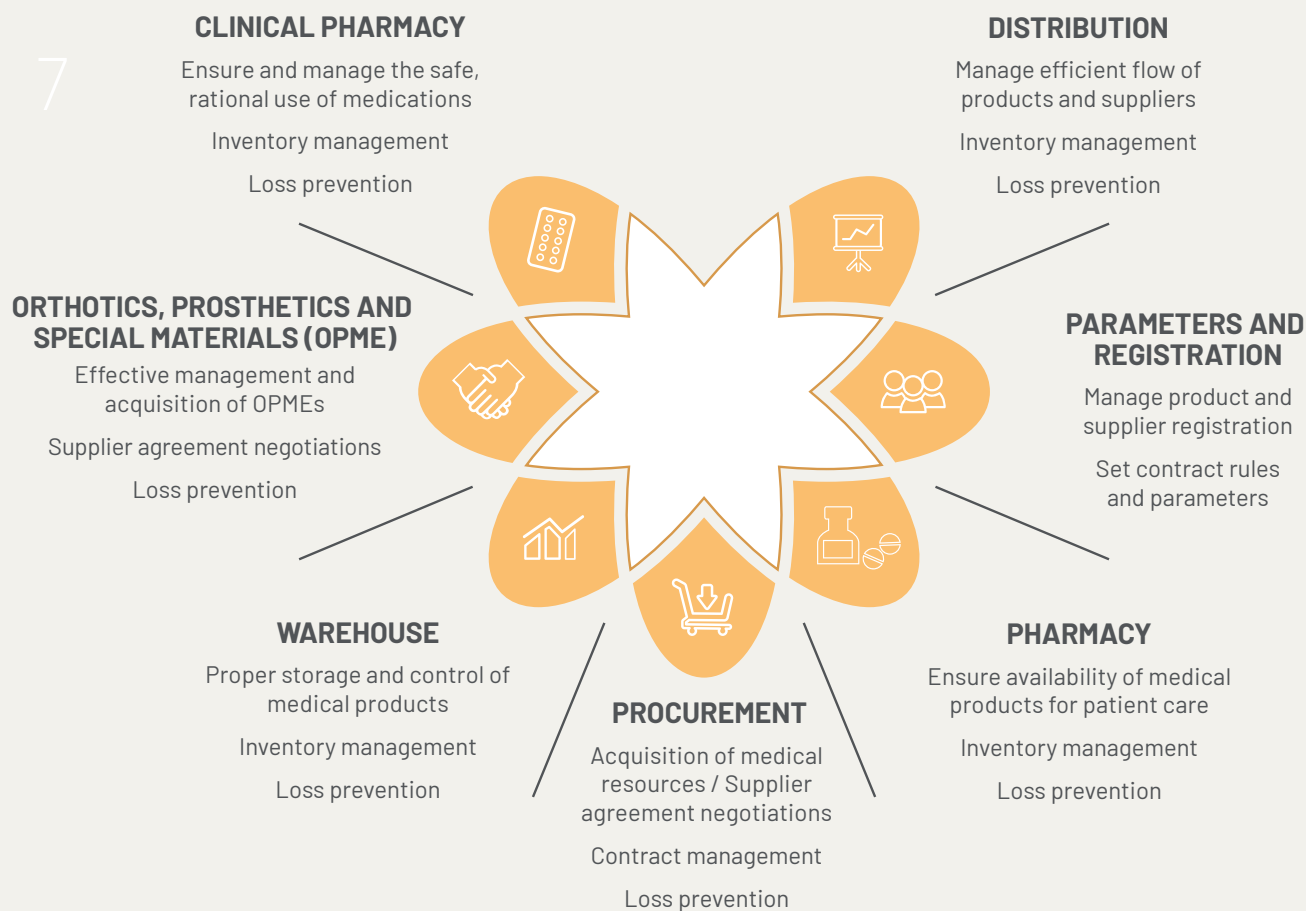 7
CLINICAL PHARMACY
Ensure and manage the safe,
rational use of medications
Inventory management
Loss prevention
DISTRIBUTION
Manage efficient flow of
products and suppliers
Inventory management
Loss prevention
ORTHOTICS, PROSTHETICS AND
SPECIAL MATERIALS (OPME)
Effective management and
acquisition of OPMEs
Supplier agreement negotiations
Loss prevention
PARAMETERS AND
REGISTRATION
Manage product and
supplier registration
Set contract rules
and parameters
WAREHOUSE
Proper storage and control of
medical products
Inventory management
Loss prevention
PROCUREMENT
Acquisition of medical
resources / Supplier
agreement negotiations
Contract management
Loss prevention
PHARMACY
Ensure availability of medical
products for patient care
Inventory management
Loss prevention